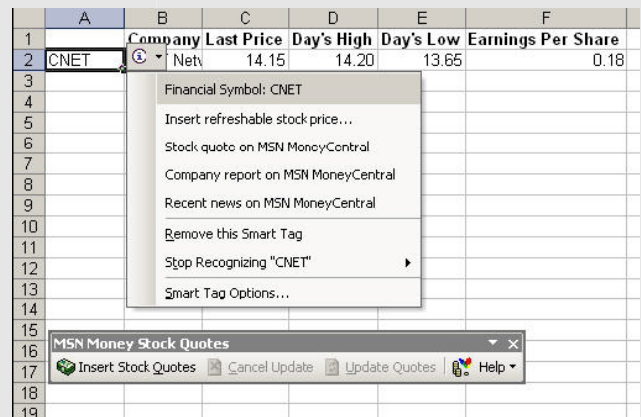 A B C D E F
1 Company Last Price Day's High Day's Low Earnings Per Share
2 CNET Netw 14.15 14.20 13.65 0.18
3
Financial Symbol: CNET
4
5 Insert refreshable stock price...
6 Stock quote on MSN MoneyCentral
7
8 Company report on MSN MoneyCentral
9 Recent news on MSN MoneyCentral
10 Remove this Smart Tag
11
12 Stop Recognizing "CNET"
13 Smart Tag Options...
14
15
MSN Money Stock Quotes
16
17 Insert Stock Quotes Cancel Update Update Quotes Help
18
19